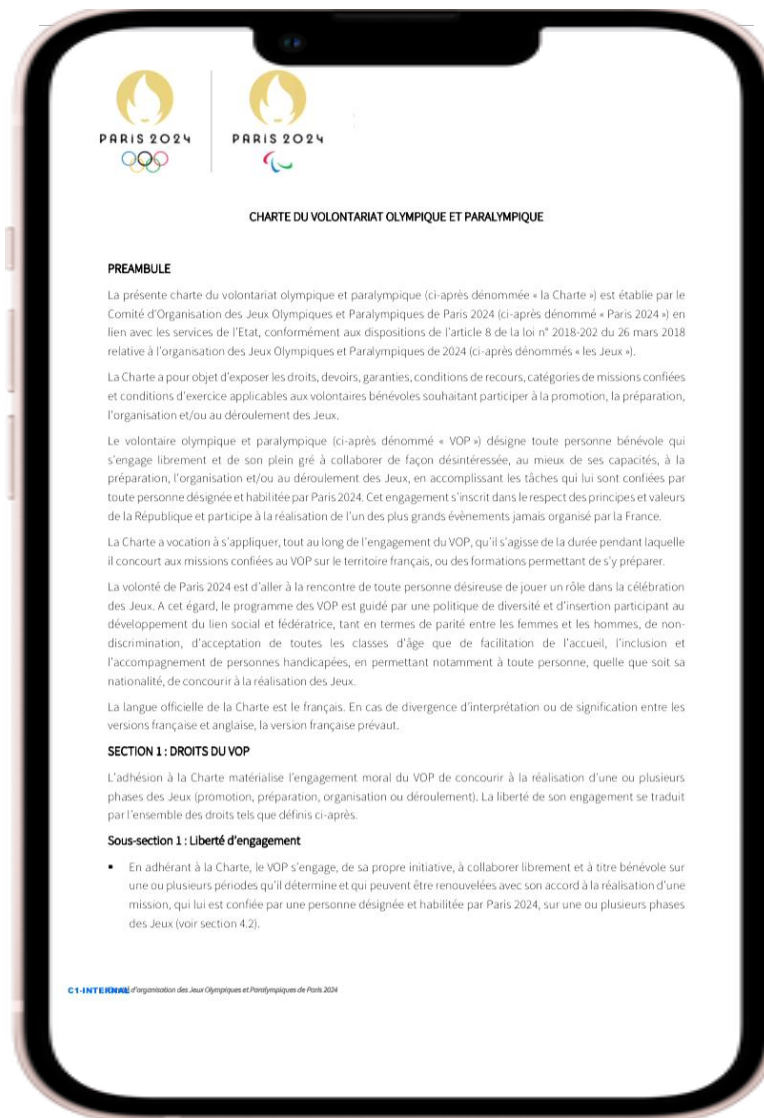 PARIS 2024
PARIS 2024
CHARTE DU VOLONTARIAT OLYMPIQUE ET PARALYMPIQUE
PREAMBULE
La présente charte du volontariat olympique et paralympique (ci-après dénommée « la Charte ») est établie par le
Comité d'Organisation des Jeux Olympiques et Paralympiques de Paris 2024 (ci-après dénommé « Paris 2024 ») en
lien avec les services de l'Etat, conformément aux dispositions de l'article 8 de la loi n° 2018-202 du 26 mars 2018
relative à l'organisation des Jeux Olympiques et Paralympiques de 2024 (ci-après dénommés « les Jeux »).
La Charte a pour objet d'exposer les droits, devoirs, garanties, conditions de recours, catégories de missions confiées
et conditions d'exercice applicables aux volontaires bénévoles souhaitant participer à la promotion, la préparation,
l'organisation et/ou au déroulement des Jeux.
Le volontaire olympique et paralympique (ci-après dénommé « VOP ») désigne toute personne bénévole qui
s'engage librement et de son plein gré à collaborer de façon désintéressée, au mieux de ses capacités, à la
préparation, l'organisation et/ou au déroulement des Jeux, en accomplissant les tâches qui lui sont confiées par
toute personne désignée et habilitée par Paris 2024. Cet engagement s'inscrit dans le respect des principes et valeurs
de la République et participe à la réalisation de l'un des plus grands évènements jamais organisé par la France.
La Charte a vocation à s'appliquer, tout au long de l'engagement du VOP, qu'il s'agisse de la durée pendant laquelle
il concourt aux missions confiées au VOP sur le territoire français, ou des formations permettant de s'y préparer.
La volonté de Paris 2024 est d'aller à la rencontre de toute personne désireuse de jouer un rôle dans la célébration
des Jeux. A cet égard, le programme des VOP est guidé par une politique de diversité et d'insertion participant au
développement du lien social et fédératrice, tant en termes de parité entre les femmes et les hommes, de non-
discrimination, d'acceptation de toutes les classes d'âge que de facilitation de l'accueil, l'inclusion et
l'accompagnement de personnes handicapées, en permettant notamment à toute personne, quelle que soit sa
nationalité, de concourir à la réalisation des Jeux.
La langue officielle de la Charte est le français. En cas de divergence d'interprétation ou de signification entre les
versions française et anglaise, la version française prévaut.
SECTION 1 : DROITS DU VOP
L'adhésion à la Charte matérialise l'engagement moral du VOP de concourir à la réalisation d'une ou plusieurs
phases des Jeux (promotion, préparation, organisation ou déroulement). La liberté de son engagement se traduit
par l'ensemble des droits tels que définis ci-après.
Sous-section 1 : Liberté d'engagement
▪ En adhérant à la Charte, le VOP s'engage, de sa propre initiative, à collaborer librement et à titre bénévole sur
une ou plusieurs périodes qu'il détermine et qui peuvent être renouvelées avec son accord à la réalisation d'une
mission, qui lui est confiée par une personne désignée et habilitée par Paris 2024, sur une ou plusieurs phases
des Jeux (voir section 4.2).
C1-INTERNAL d'organisation des Jeux Olympiques et Paralympiques de Paris 2024